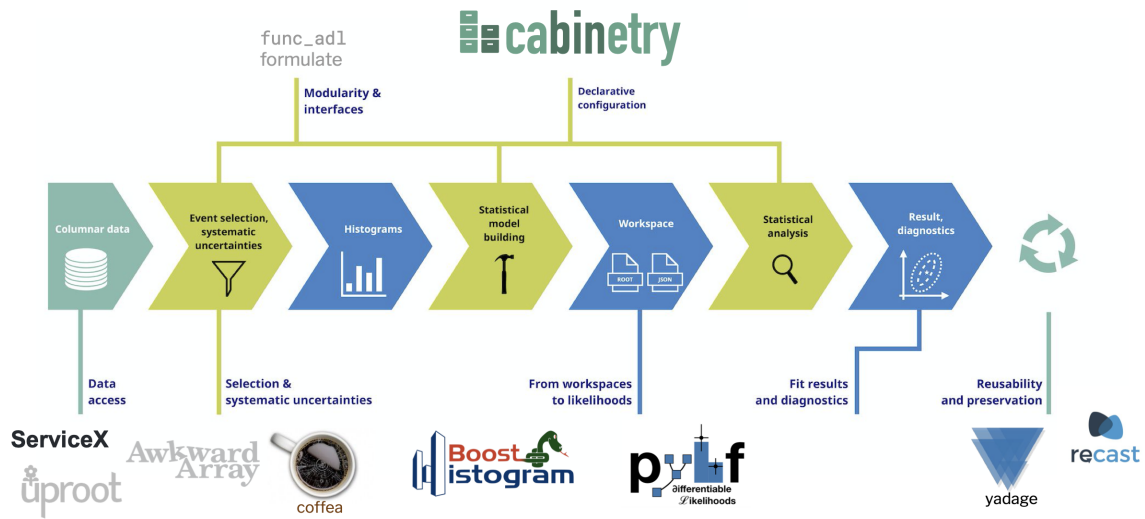 func_adl
formulate
cabinetry
Modularity &
interfaces
Declarative
configuration
Columnar data
Event selection,
systematic
uncertainties
Histograms
Statistical
model
building
Workspace
ROOT
JSON
Statistical
analysis
Result,
diagnostics
Data
access
Selection &
systematic uncertainties
From workspaces
to likelihoods
Fit results
and diagnostics
Reusability
and preservation
ServiceX
uproot
Awkward
Array
coffea
Boost
Histogram
pyhf
differentiable
Likelihoods
yadage
recast